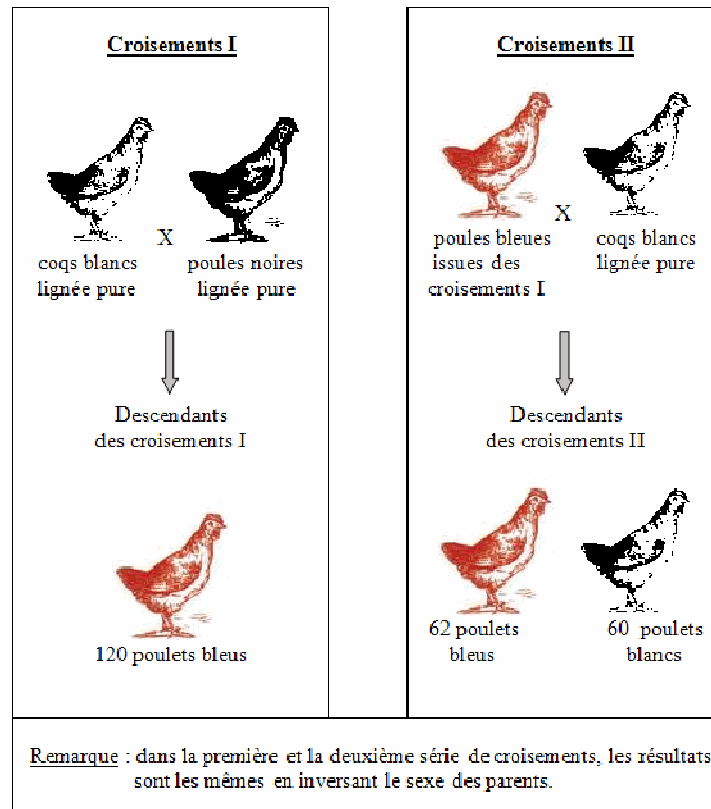 Croisements I
X
coqs blancs
lignée pure
poules noires
lignée pure
Descendants
des croisements I
120 poulets bleus
Croisements II
X
poules bleues
issues des
croisements I
coqs blancs
lignée pure
Descendants
des croisements II
62 poulets
bleus
60 poulets
blancs
Remarque : dans la première et la deuxième série de croisements, les résultats
sont les mêmes en inversant le sexe des parents.